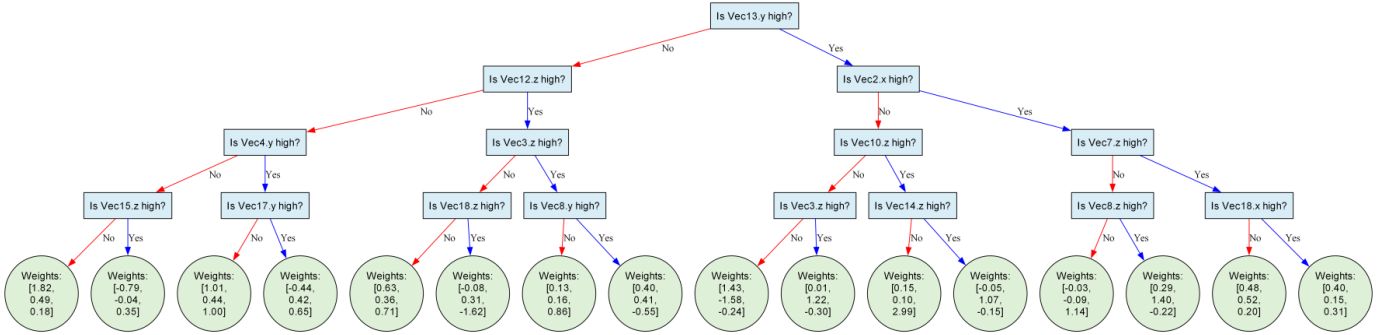 Is Vec13.y high?
No
Yes
Is Vec12.z high?
Is Vec2.x high?
No
Yes
No
Yes
Is Vec4.y high?
Is Vec3.z high?
Is Vec10.z high?
Is Vec7.z high?
No
Yes
No
Yes
No
Yes
No
Yes
Is Vec15.z high?
Is Vec17.y high?
Is Vec18.z high?
Is Vec8.y high?
Is Vec3.z high?
Is Vec14.z high?
Is Vec8.z high?
Is Vec18.x high?
No
Yes
No
Yes
No
Yes
No
Yes
No
Yes
No
Yes
No
Yes
No
Yes
Weights:
[1.82,
0.49,
0.18]
Weights:
[-0.79,
-0.04,
0.35]
Weights:
[1.01,
0.44,
1.00]
Weights:
[-0.44,
0.42,
0.65]
Weights:
[0.63,
0.36,
0.71]
Weights:
[-0.08,
0.31,
-1.62]
Weights:
[0.13,
0.16,
0.86]
Weights:
[0.40,
0.41,
-0.55]
Weights:
[1.43,
-1.58,
-0.24]
Weights:
[0.01,
1.22,
-0.30]
Weights:
[0.15,
0.10,
2.99]
Weights:
[-0.05,
1.07,
-0.15]
Weights:
[-0.03,
-0.09,
1.14]
Weights:
[0.29,
1.40,
-0.22]
Weights:
[0.48,
0.52,
0.20]
Weights:
[0.40,
0.15,
0.31]